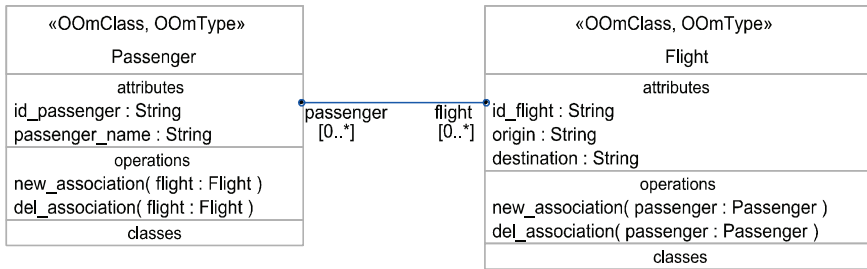 «OOmClass, OOmType»
Passenger
attributes
id_passenger : String
passenger_name : String
operations
new_association( flight : Flight )
del_association( flight : Flight )
classes
passenger
[0..*]
flight
[0..*]
«OOmClass, OOmType»
Flight
attributes
id_flight : String
origin : String
destination : String
operations
new_association( passenger : Passenger )
del_association( passenger : Passenger )
classes